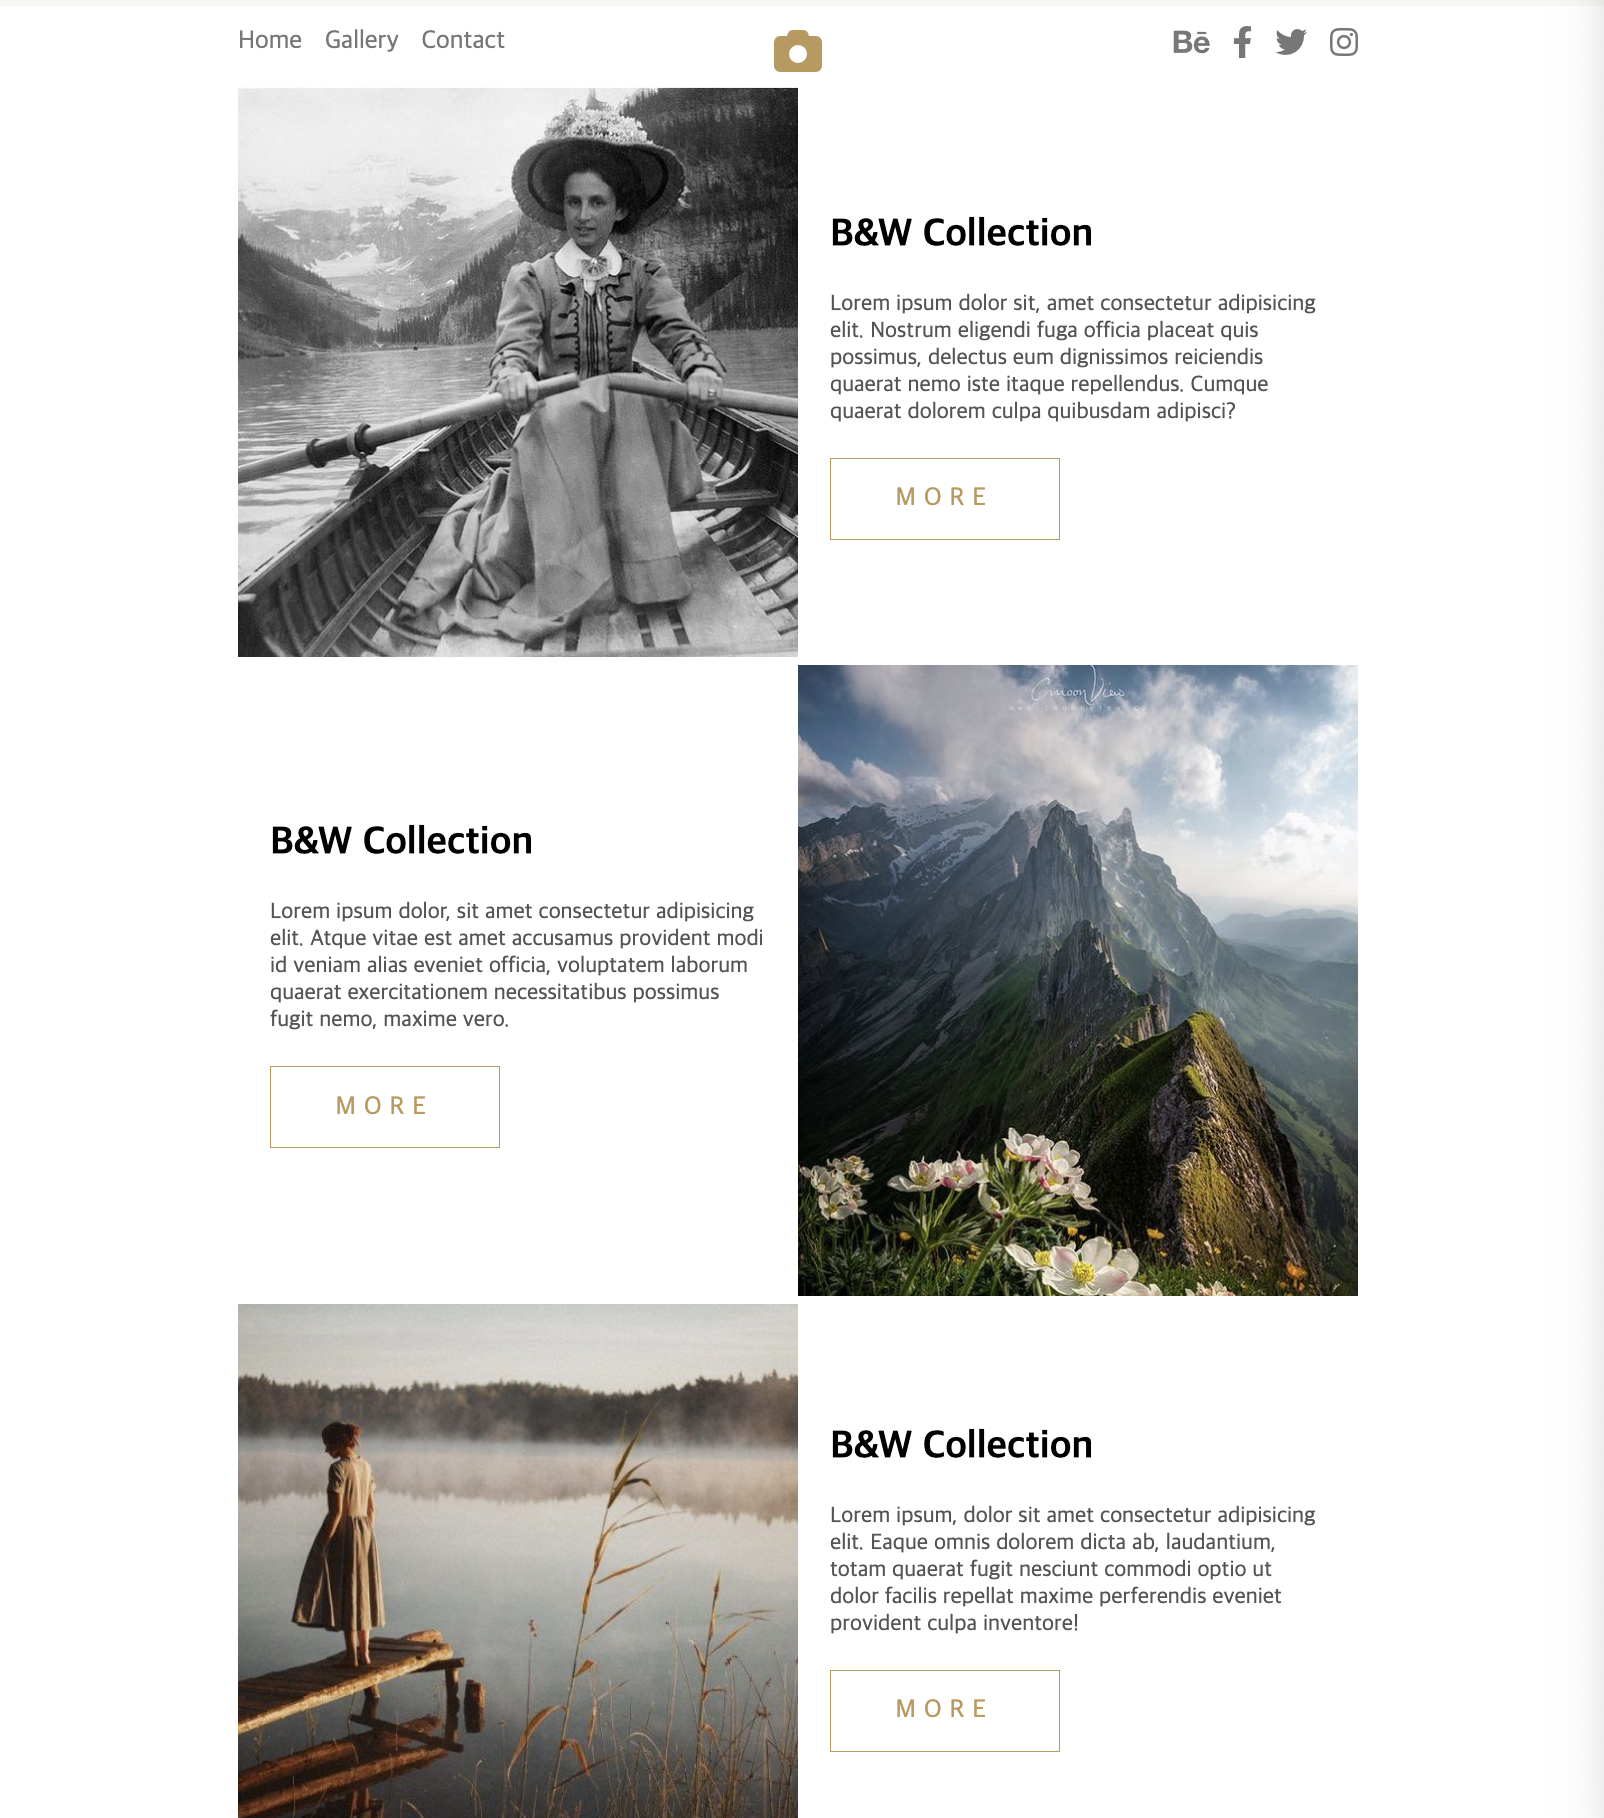 Home Gallery Contact Bē
B&W Collection
Lorem ipsum dolor sit, amet consectetur adipisicing
elit. Nostrum eligendi fuga officia placeat quis
possimus, delectus eum dignissimos reiciendis
quaerat nemo iste itaque repellendus. Cumque
quaerat dolorem culpa quibusdam adipisci?
MORE
CmoonView
B&W Collection
Lorem ipsum dolor, sit amet consectetur adipisicing
elit. Atque vitae est amet accusamus provident modi
id veniam alias eveniet officia, voluptatem laborum
quaerat exercitationem necessitatibus possimus
fugit nemo, maxime vero.
MORE
B&W Collection
Lorem ipsum, dolor sit amet consectetur adipisicing
elit. Eaque omnis dolorem dicta ab, laudantium,
totam quaerat fugit nesciunt commodi optio ut
dolor facilis repellat maxime perferendis eveniet
provident culpa inventore!
MORE